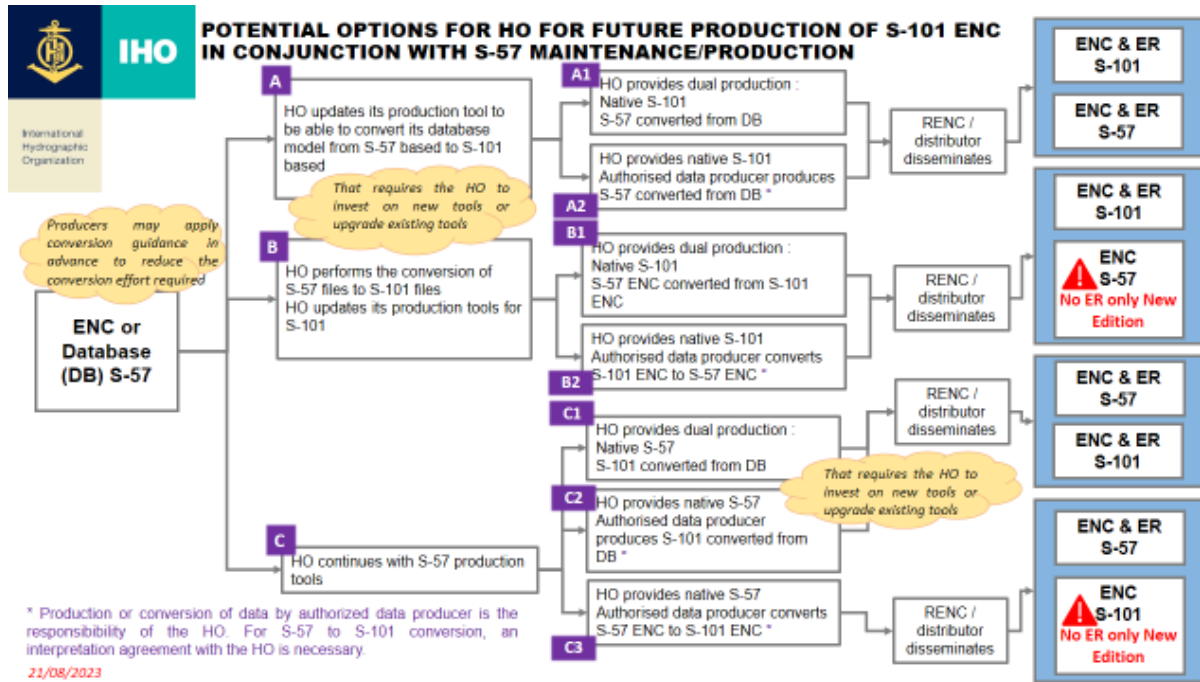 IHO
International
Hydrographic
Organization
POTENTIAL OPTIONS FOR HO FOR FUTURE PRODUCTION OF S-101 ENC
IN CONJUNCTION WITH S-57 MAINTENANCE/PRODUCTION
Producers may apply
conversion guidance in
advance to reduce the
conversion effort required
ENC or
Database
(DB) S-57
A
HO updates its production tool to
be able to convert its database
model from S-57 based to S-101
based
That requires the HO to
invest on new tools or
upgrade existing tools
B
HO performs the conversion of
S-57 files to S-101 files
HO updates its production tools for
S-101
C
HO continues with S-57 production
tools
A1
HO provides dual production :
Native S-101
S-57 converted from DB
HO provides native S-101
Authorised data producer produces
S-57 converted from DB *
A2
B1
HO provides dual production :
Native S-101
S-57 ENC converted from S-101
ENC
HO provides native S-101
Authorised data producer converts
S-101 ENC to S-57 ENC *
B2
C1
HO provides dual production :
Native S-57
S-101 converted from DB
C2
HO provides native S-57
Authorised data producer
produces S-101 converted from
DB *
HO provides native S-57
Authorised data producer converts
S-57 ENC to S-101 ENC *
C3
That requires the HO to
invest on new tools or
upgrade existing tools
RENC /
distributor
disseminates
RENC /
distributor
disseminates
RENC /
distributor
disseminates
RENC /
distributor
disseminates
ENC & ER
S-101
ENC & ER
S-57
ENC & ER
S-101
ENC
S-57
No ER only New
Edition
ENC & ER
S-57
ENC & ER
S-101
ENC & ER
S-57
ENC
S-101
No ER only New
Edition
* Production or conversion of data by authorized data producer is the
responsibility of the HO. For S-57 to S-101 conversion, an
interpretation agreement with the HO is necessary.
21/08/2023